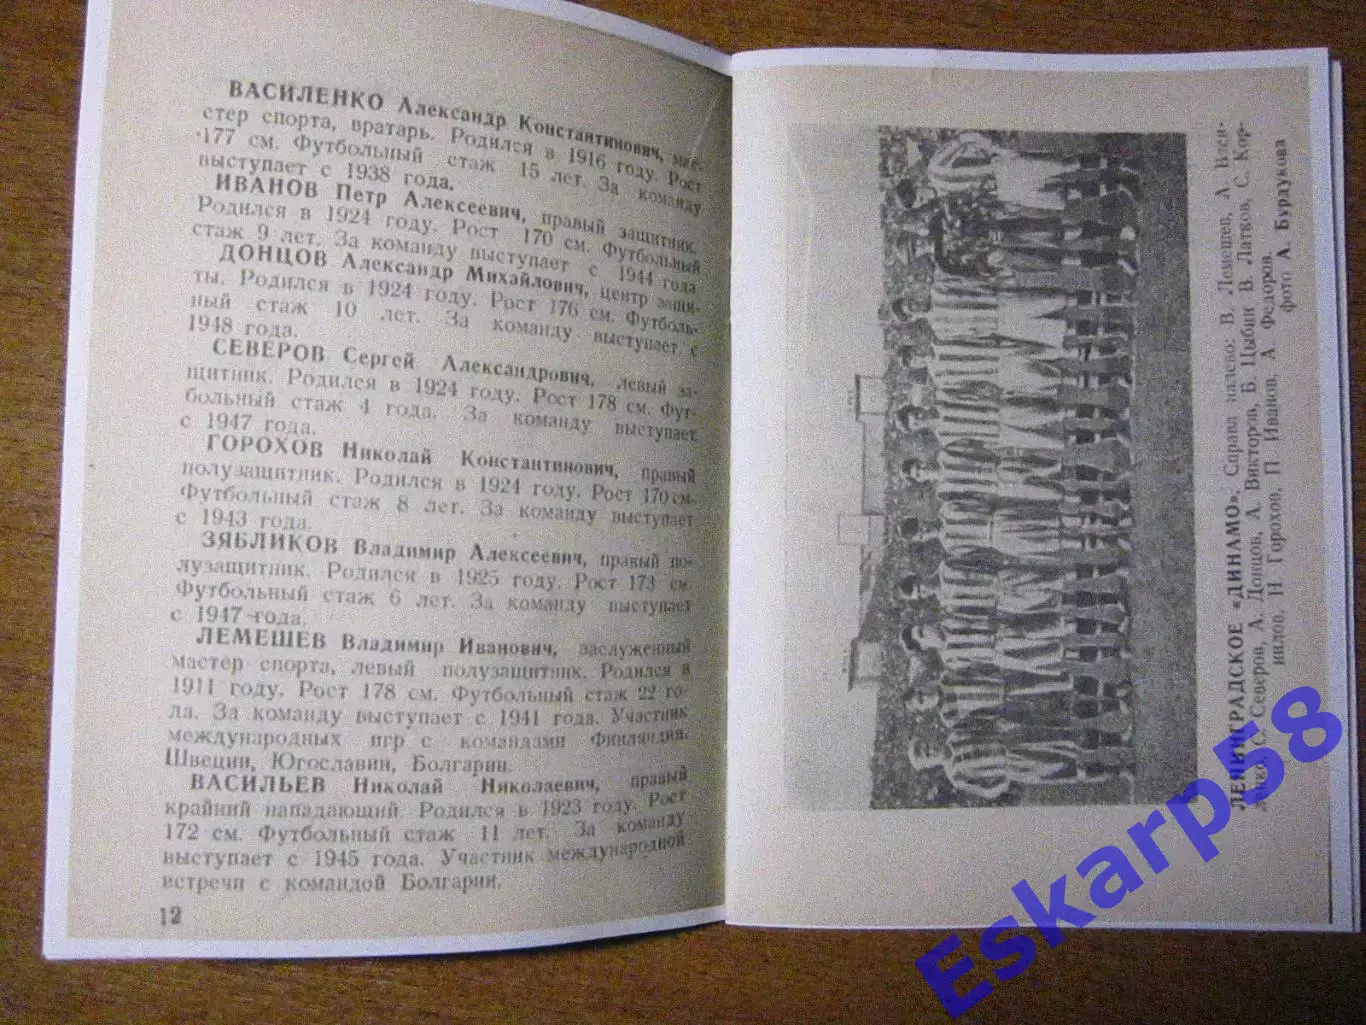 ВАСИЛЕНКО Александр Константинович, мас-
стер спорта, вратарь. Родился в 1916 году. Рост
177 см. Футбольный стаж 15 лет. За команду
выступает с 1938 года.
ИВАНОВ Петр Алексеевич, правый защитник.
Родился в 1924 году. Рост 170 см. Футбольный
стаж 9 лет. За команду выступает с 1944 года
ДОНЦОВ Александр Михайлович, центр защи-
ты. Родился в 1924 году. Рост 176 см. Футболь-
ный стаж 10 лет. За команду выступает с
1948 года.
СЕВЕРОВ Сергей Александрович, левый за-
щитник. Родился в 1924 году. Рост 178 см. Фут-
больный стаж 4 года. За команду выступает
с 1947 года.
ГОРОХОВ Николай Константинович, правый
полузащитник. Родился в 1924 году. Рост 170 см.
Футбольный стаж 8 лет. За команду выступает
с 1943 года.
ЗЯБЛИКОВ Владимир Алексеевич, правый по-
лузащитник. Родился в 1925 году. Рост 173 см.
Футбольный стаж 6 лет. За команду выступает
с 1947 года.
ЛЕМЕШЕВ Владимир Иванович, заслуженный
мастер спорта, левый полузащитник. Родился в
1911 году. Рост 178 см. Футбольный стаж 22 го-
ла. За команду выступает с 1941 года. Участник
международных игр с командами Финляндии,
Швеции, Югославии, Болгарии.
ВАСИЛЬЕВ Николай Николаевич, правый
крайний нападающий. Родился в 1923 году. Рост
172 см. Футбольный стаж 11 лет. За команду
выступает с 1945 года. Участник международной
встречи с командой Болгарии.
12
ЛЕНИНГРАДСКОЕ «ДИНАМО». Справа налево: В. Лемешев, А
С. Северов, А. Донцов, А. Викторов, Б. Цыбин В. Латков, С. Кор-
нилов. Н Горохов, П. Иванов, А Федоров.
фото А. Бурдукова
Eskarp58